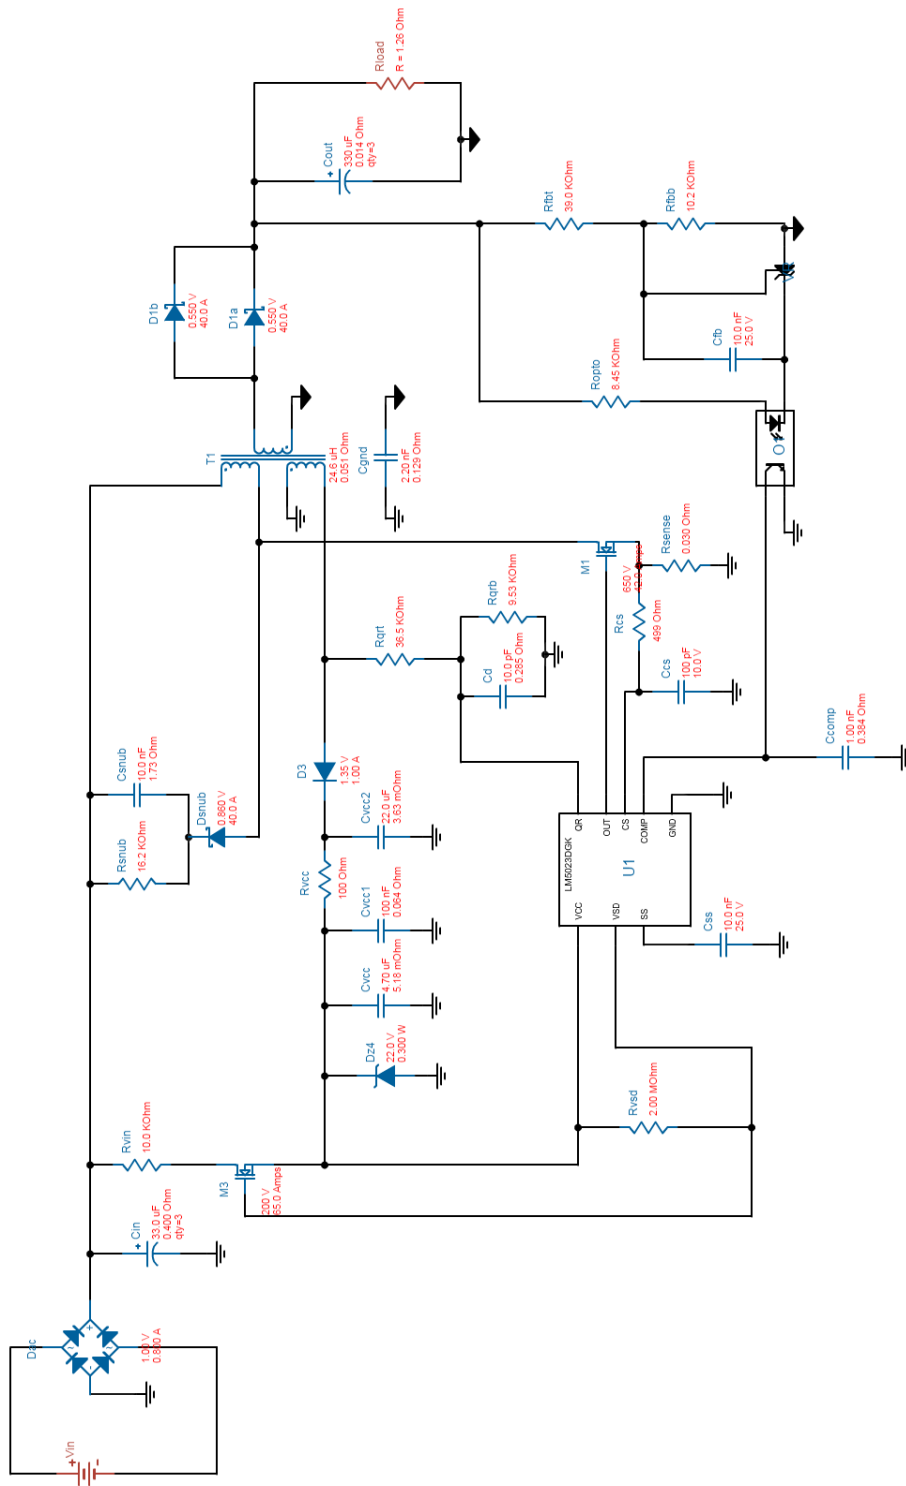 Rload
R = 1.26 Ohm
+ Cout
330 uF
0.014 Ohm
qty=3
D1b
0.550 V
40.0 A
D1a
0.550 V
40.0 A
Rfbt
39.0 KOhm
Rfbb
10.2 KOhm
Cfb
10.0 nF
25.0 V
Ropto
8.45 KOhm
T1
24.6 uH
0.051 Ohm
Cgnd
2.20 nF
0.129 Ohm
M1
650 V
Rsense
0.030 Ohm
Rcs
499 Ohm
Ccs
100 pF
10.0 V
Rqrt
36.5 KOhm
Rqrb
9.53 KOhm
Cd
10.0 pF
0.285 Ohm
Csnub
10.0 nF
1.73 Ohm
Rsnub
16.2 KOhm
Dsnub
0.860 V
40.0 A
D3
1.35 V
1.00 A
Cvcc2
22.0 uF
3.63 mOhm
Rvcc
100 Ohm
Cvcc1
100 nF
0.064 Ohm
Cvcc
4.70 uF
5.18 mOhm
Dz4
22.0 V
0.300 W
Ccomp
1.00 nF
0.384 Ohm
LM5023DGK
U1
QR
OUT
CS
COMP
GND
VCC
VSD
SS
Css
10.0 nF
25.0 V
Rvsd
2.00 MOhm
Rvin
10.0 KOhm
M3
200 V
65.0 Amps
+ Cin
33.0 uF
0.400 Ohm
qty=3
Dac
1.00 V
0.800 A
+ -
~ ~
+ Vin -